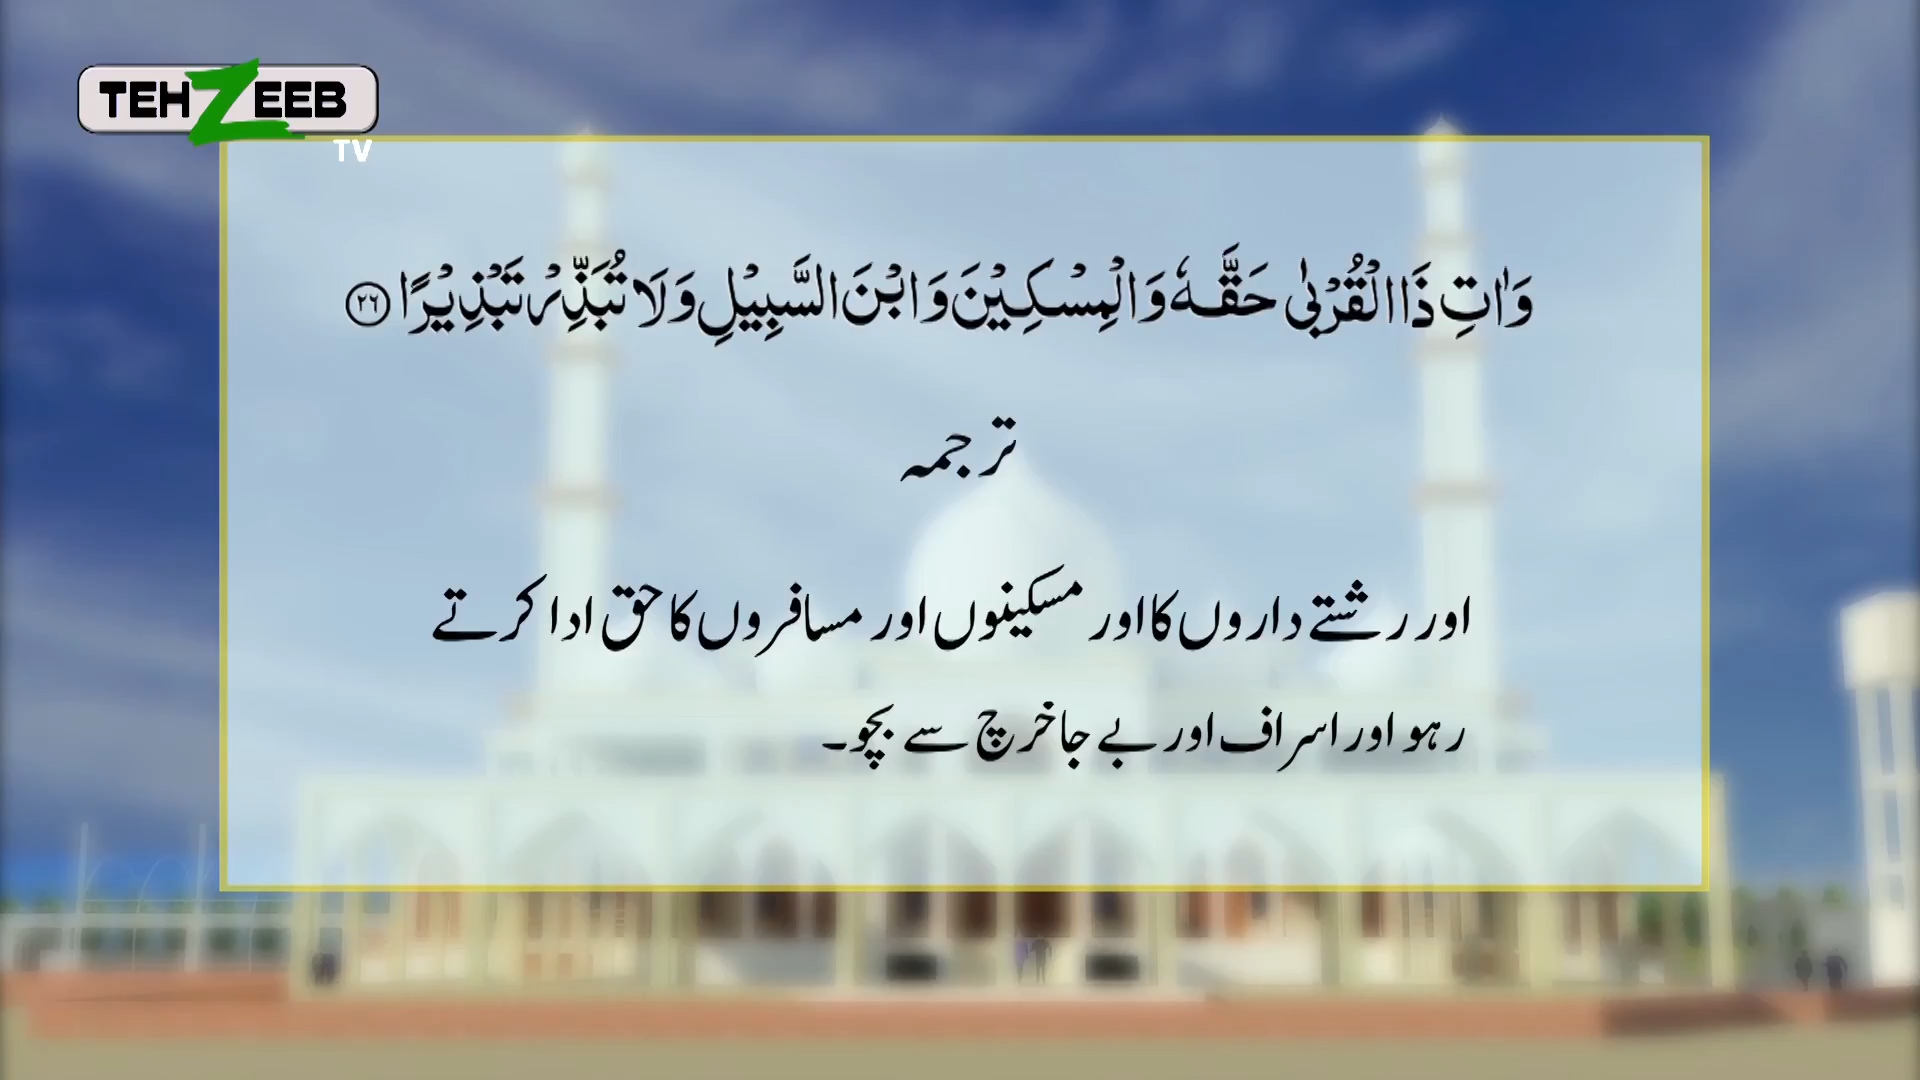 TEHZEEB
TV
وَاٰتِ ذَا الْقُرْبٰى حَقَّهٗ وَالْمِسْكِيْنَ وَابْنَ السَّبِيْلِ وَلَا تُبَذِّرْ تَبْذِيْرًا ۲۶
ترجمہ
اور رشتے داروں کا اور مسکینوں اور مسافروں کا حق ادا کرتے
رہو اور اسراف اور بے جا خرچ سے بچو۔